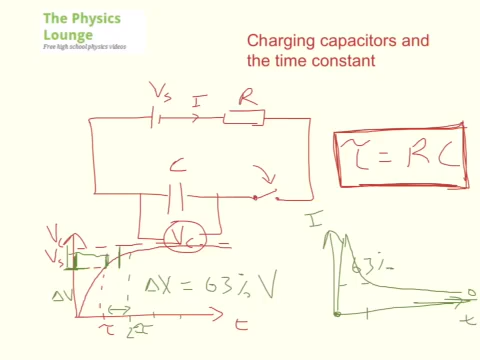 The Physics
Lounge
Free high school physics videos
Charging capacitors and
the time constant
Vs I R
C
τ = RC
Vc
Vc
Vs
ΔV
ΔX = 63% V
τ 2τ t
I
63%
0
t